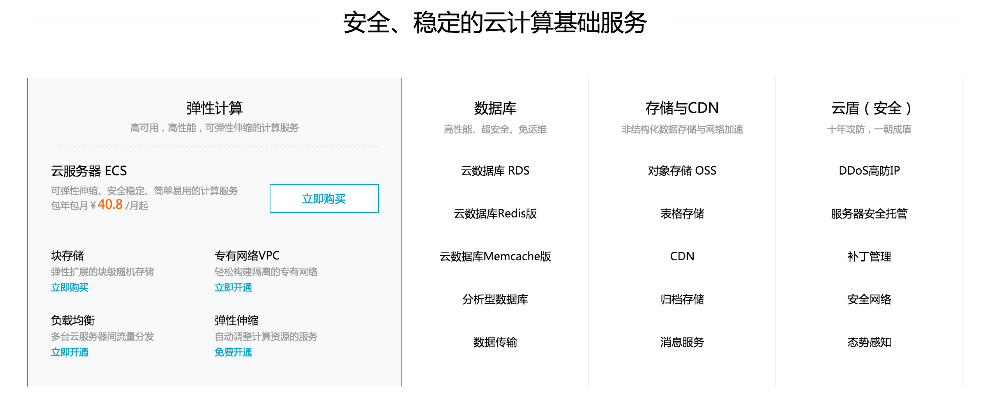 安全、稳定的云计算基础服务
弹性计算
高可用，高性能，可弹性伸缩的计算服务
云服务器 ECS
可弹性伸缩、安全稳定、简单易用的计算服务
包年包月 ¥ 40.8 /月起
立即购买
块存储
弹性扩展的块级随机存储
立即购买
专有网络VPC
轻松构建隔离的专有网络
立即开通
负载均衡
多台云服务器间流量分发
立即开通
弹性伸缩
自动调整计算资源的服务
免费开通
数据库
高性能、超安全、免运维
云数据库 RDS
云数据库Redis版
云数据库Memcache版
分析型数据库
数据传输
存储与CDN
非结构化数据存储与网络加速
对象存储 OSS
表格存储
CDN
归档存储
消息服务
云盾（安全）
十年攻防，一朝成盾
DDoS高防IP
服务器安全托管
补丁管理
安全网络
态势感知